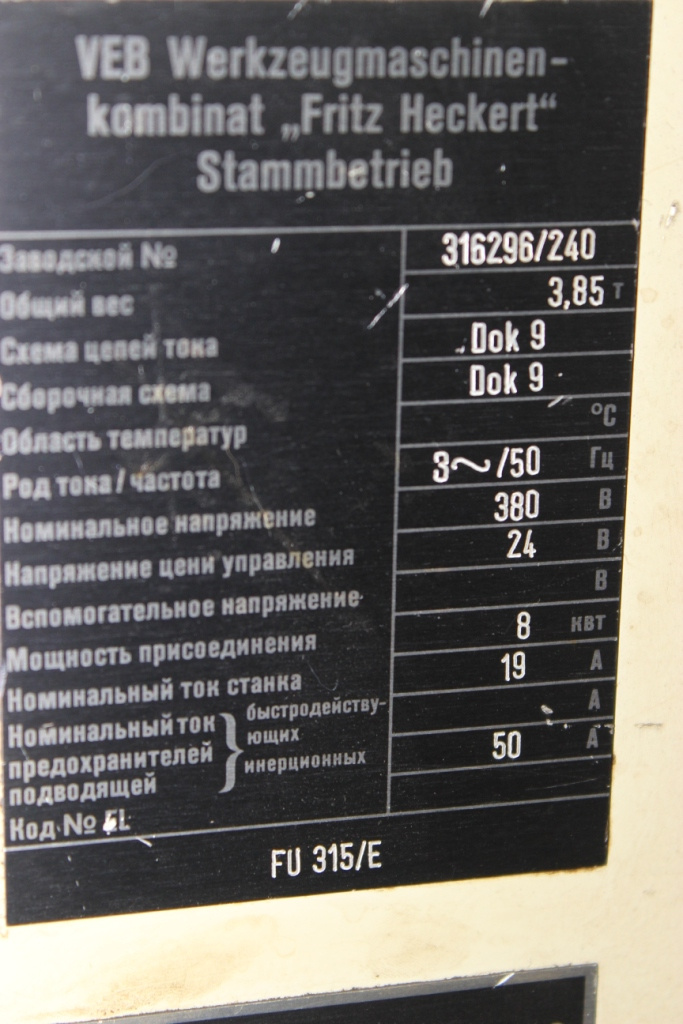 VEB Werkzeugmaschinen-
kombinat „Fritz Heckert“
Stammbetrieb
Заводской № 316296/240
Общий вес 3,85 т
Схема цепей тока Dok 9
Сборочная схема Dok 9
Область температур °C
Род тока/частота 3~/50 Гц
Номинальное напряжение 380 В
Напряжение цени управления 24 В
Вспомогательное напряжение В
Мощность присоединения 8 квт
Номинальный ток станка 19 А
Номинальный ток } быстродейству- А
предохранителей ющих
подводящей инерционных 50 А
Код № EL
FU 315/E